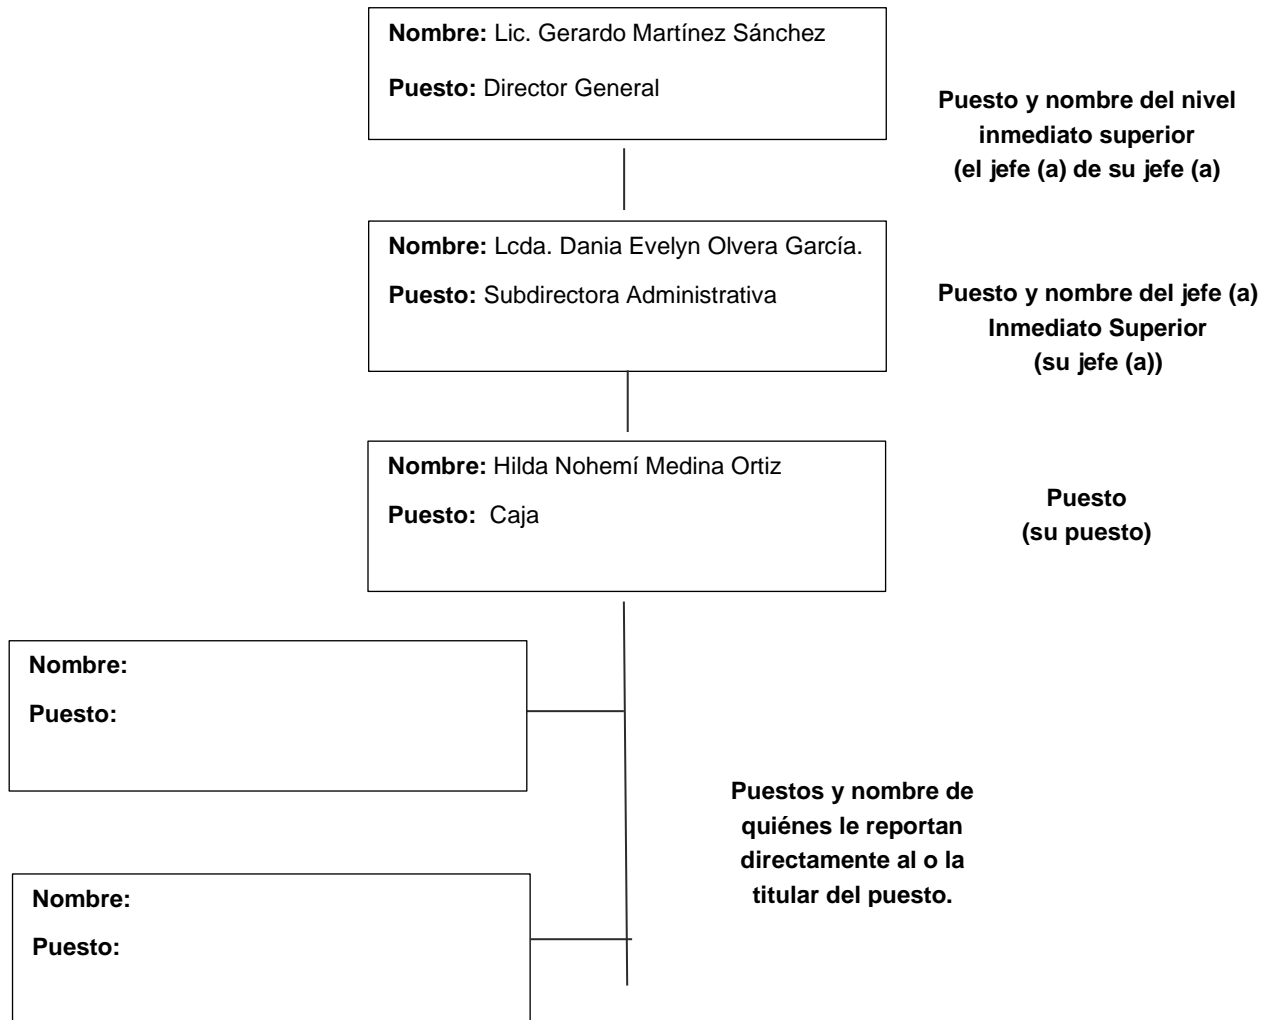 Nombre: Lic. Gerardo Martínez Sánchez
Puesto: Director General
Puesto y nombre del nivel
inmediato superior
(el jefe (a) de su jefe (a)
Nombre: Lcda. Dania Evelyn Olvera García.
Puesto: Subdirectora Administrativa
Puesto y nombre del jefe (a)
Inmediato Superior
(su jefe (a))
Nombre: Hilda Nohemí Medina Ortiz
Puesto: Caja
Puesto
(su puesto)
Nombre:
Puesto:
Puestos y nombre de
quiénes le reportan
directamente al o la
titular del puesto.
Nombre:
Puesto: